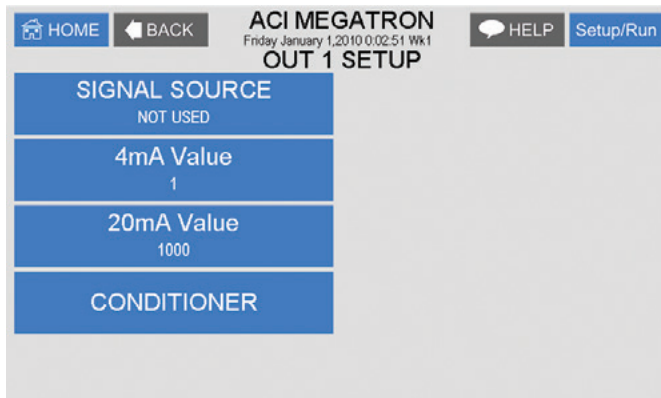 HOME
BACK
ACI MEGATRON
Friday January 1,2010 0:02:51 Wk1
OUT 1 SETUP
HELP
Setup/Run
SIGNAL SOURCE
NOT USED
4mA Value
1
20mA Value
1000
CONDITIONER